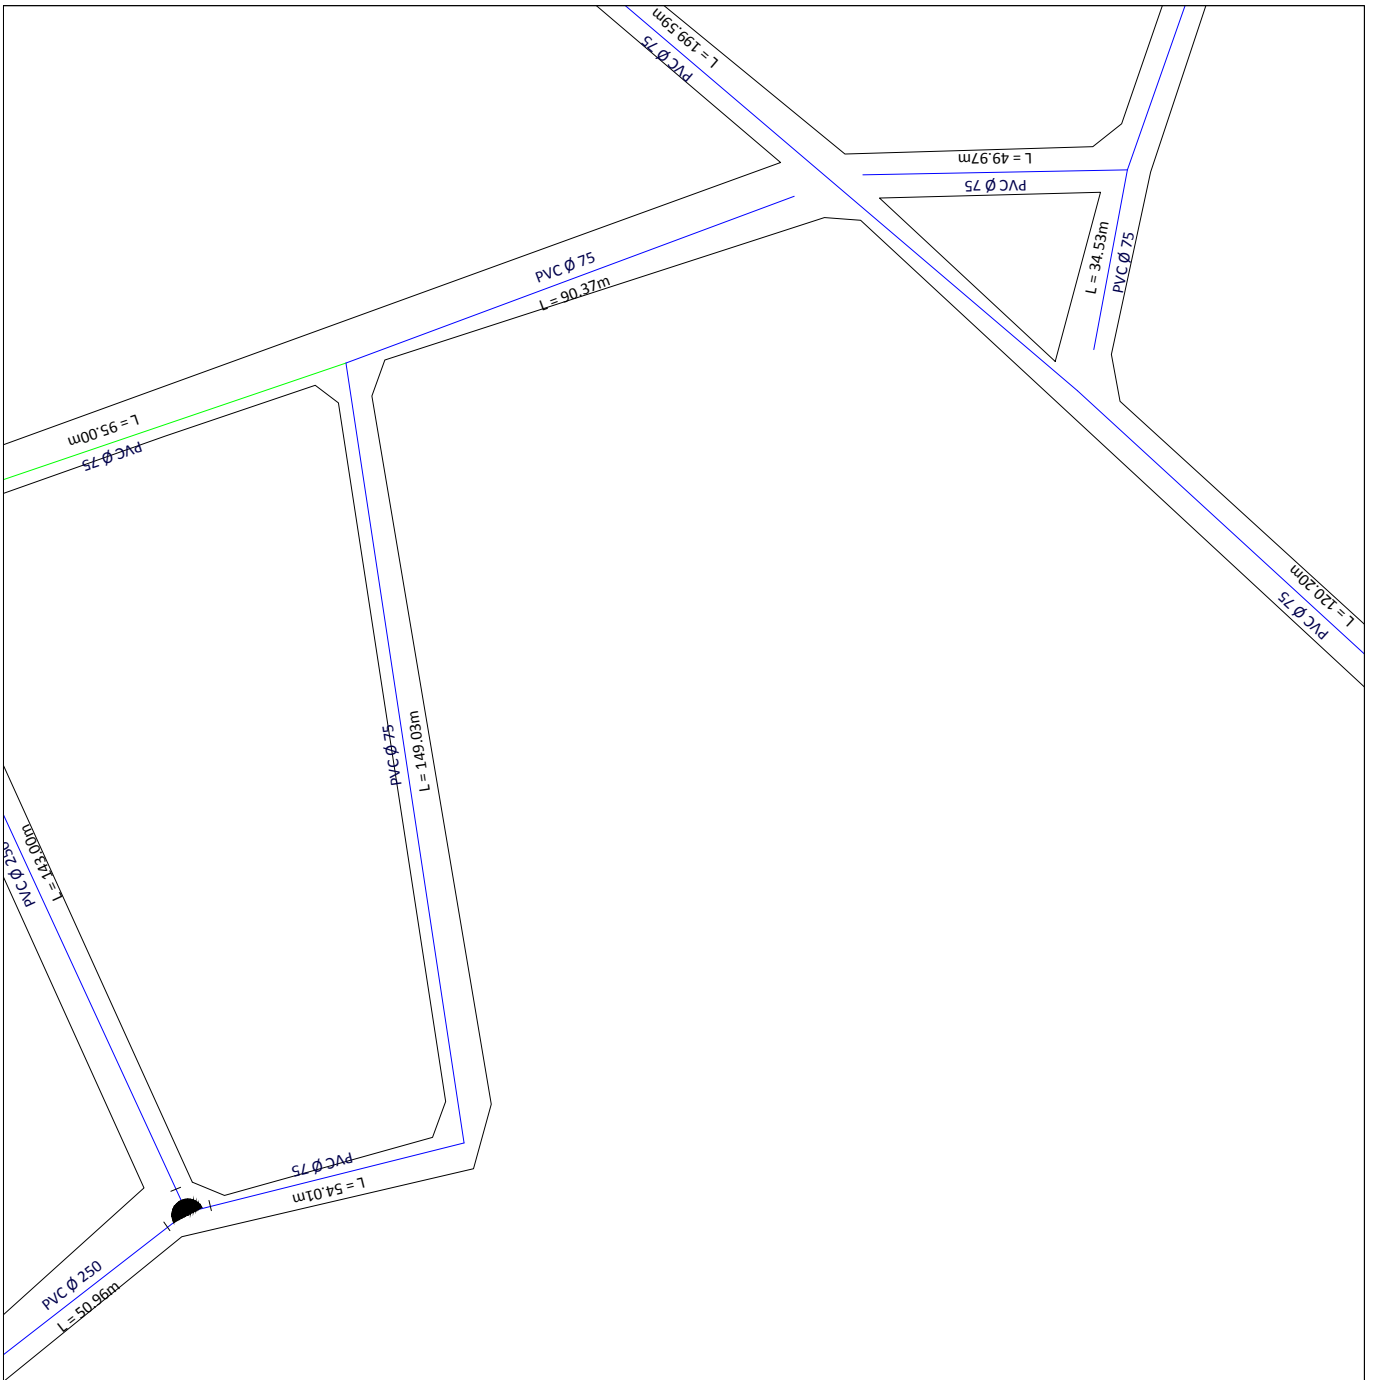 L = 199.59m
PVC Ø 75
L = 49.97m
PVC Ø 75
L = 34.53m
PVC Ø 75
PVC Ø 75
L = 90.37m
L = 95.00m
PVC Ø 75
L = 120.20m
PVC Ø 75
PVC Ø 75
L = 149.03m
L = 143.00m
PVC Ø 250
PVC Ø 75
L = 54.01m
PVC Ø 250
L = 50.96m